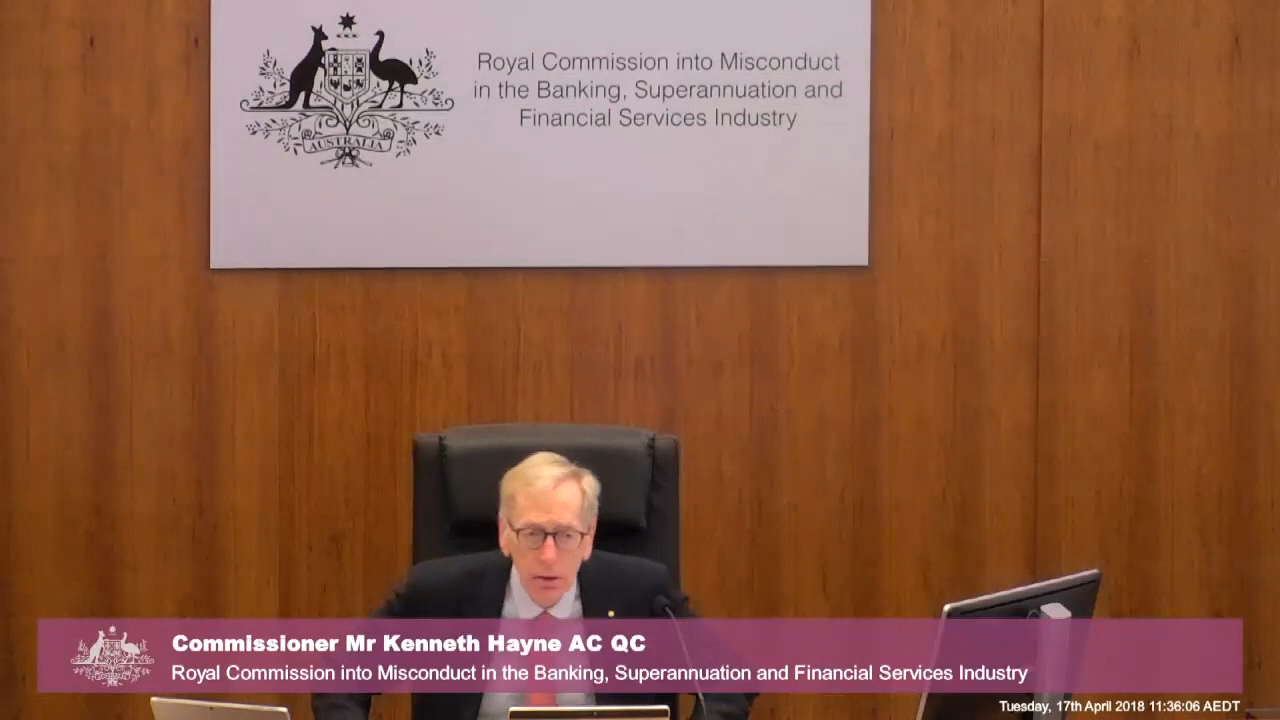 Royal Commission into Misconduct
in the Banking, Superannuation and
Financial Services Industry
AUSTRALIA
Commissioner Mr Kenneth Hayne AC QC
Royal Commission into Misconduct in the Banking, Superannuation and Financial Services Industry
Tuesday, 17th April 2018 11:36:06 AEDT